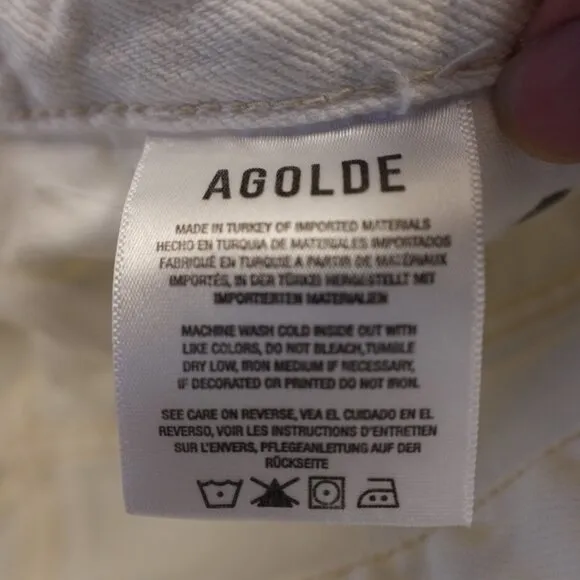 AGOLDE
MADE IN TURKEY OF IMPORTED MATERIALS
HECHO EN TURQUIA DE MATERIALES IMPORTADOS
FABRIQUÉ EN TURQUIE A PARTIR DE MATÉRIAUX
IMPORTÉS, IN DER TÜRKEI HERGESTELLT MIT
IMPORTIERTEN MATERIALIEN
MACHINE WASH COLD INSIDE OUT WITH
LIKE COLORS, DO NOT BLEACH,TUMBLE
DRY LOW, IRON MEDIUM IF NECESSARY,
IF DECORATED OR PRINTED DO NOT IRON.
SEE CARE ON REVERSE, VEA EL CUIDADO EN EL
REVERSO, VOIR LES INSTRUCTIONS D'ENTRETIEN
SUR L'ENVERS, PFLEGEANLEITUNG AUF DER
RÜCKSEITE